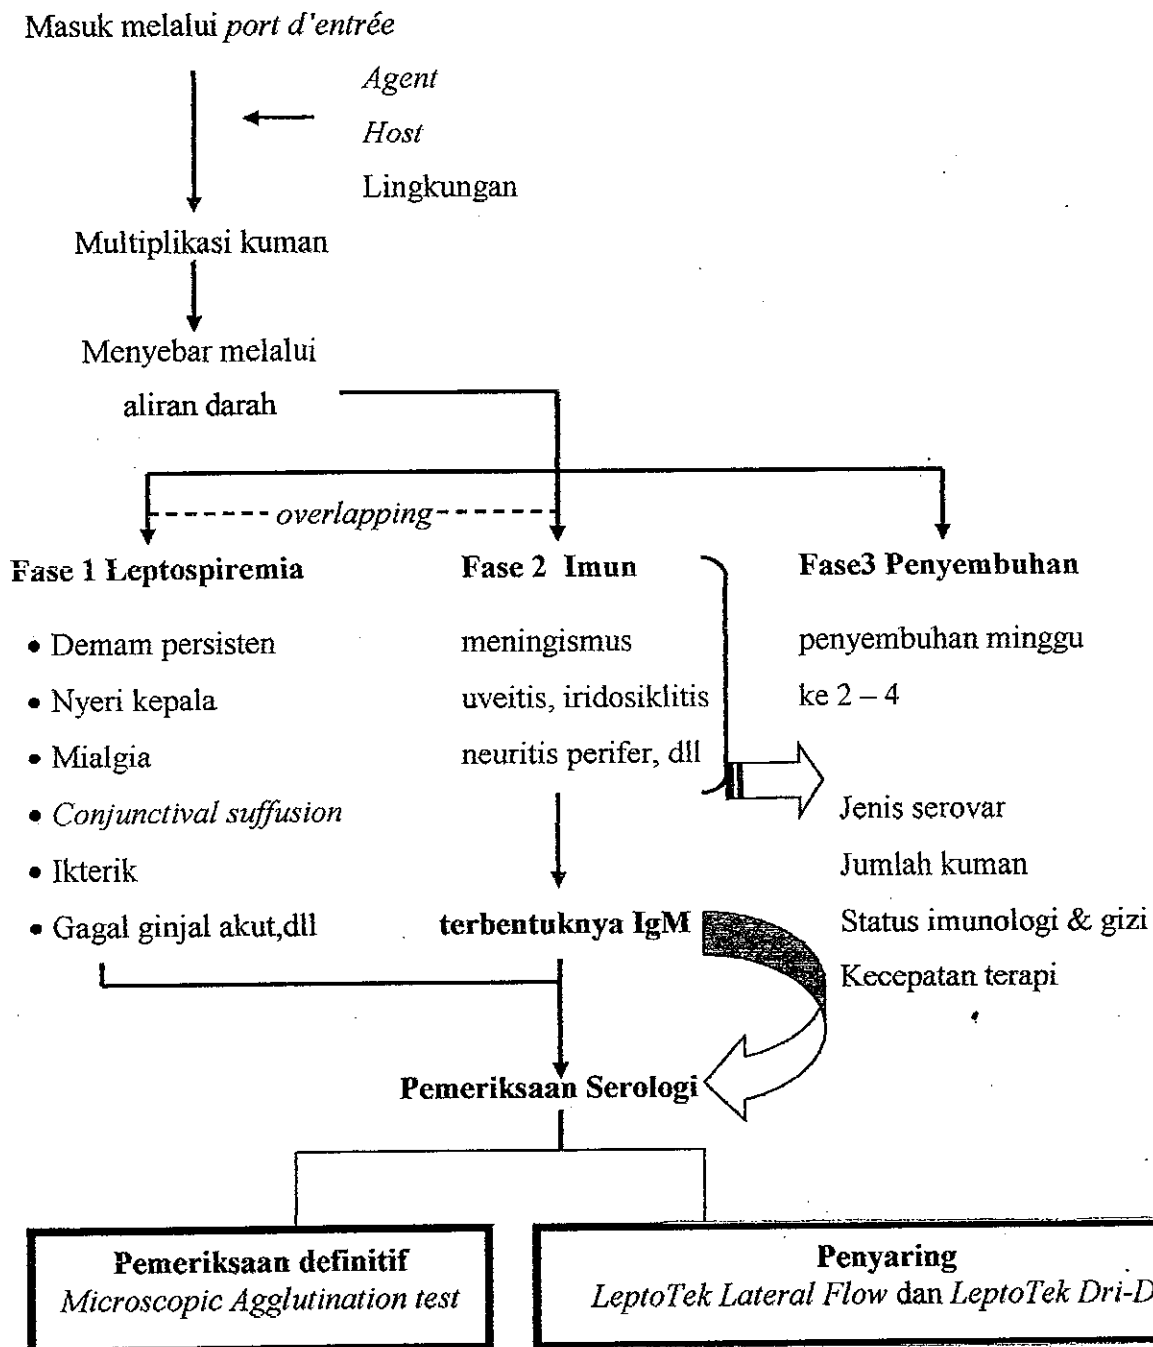 Masuk melalui port d'entrée
Agent
Host
Lingkungan
Multiplikasi kuman
Menyebar melalui
aliran darah
overlapping
Fase 1 Leptospiremia
• Demam persisten
• Nyeri kepala
• Mialgia
• Conjunctival suffusion
• Ikterik
• Gagal ginjal akut,dll
Fase 2 Imun
meningismus
uveitis, iridosiklitis
neuritis perifer, dll
terbentuknya IgM
Fase3 Penyembuhan
penyembuhan minggu
ke 2 – 4
Jenis serovar
Jumlah kuman
Status imunologi & gizi
Kecepatan terapi
Pemeriksaan Serologi
Pemeriksaan definitif
Microscopic Agglutination test
Penyaring
LeptoTek Lateral Flow dan LeptoTek Dri-D